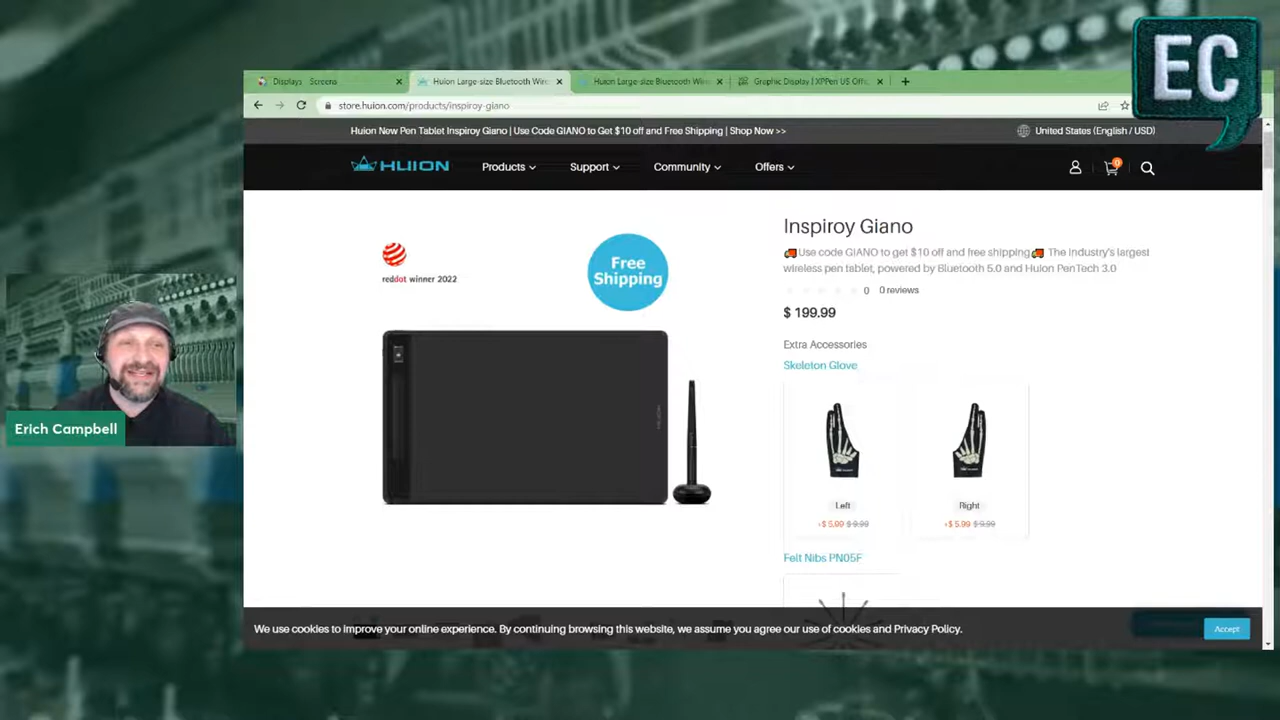 EC
Displays
Screens
Huion Large-size Bluetooth Wire
Huion Large-size Bluetooth Wire
Graphic Display | XPPen US Offic
store.huion.com/products/inspiroy-giano
Huion New Pen Tablet Inspiroy Giano | Use Code GIANO to Get $10 off and Free Shipping | Shop Now >>
United States (English / USD)
HUION
Products
Support
Community
Offers
0
reddot winner 2022
Free
Shipping
Inspiroy Giano
Use code GIANO to get $10 off and free shipping The industry's largest
wireless pen tablet, powered by Bluetooth 5.0 and Huion PenTech 3.0
0 0 reviews
$ 199.99
Extra Accessories
Skeleton Glove
Left
+$ 5.99 $ 9.99
Right
+$ 5.99 $ 9.99
Felt Nibs PN05F
Erich Campbell
We use cookies to improve your online experience. By continuing browsing this website, we assume you agree our use of cookies and Privacy Policy.
Accept